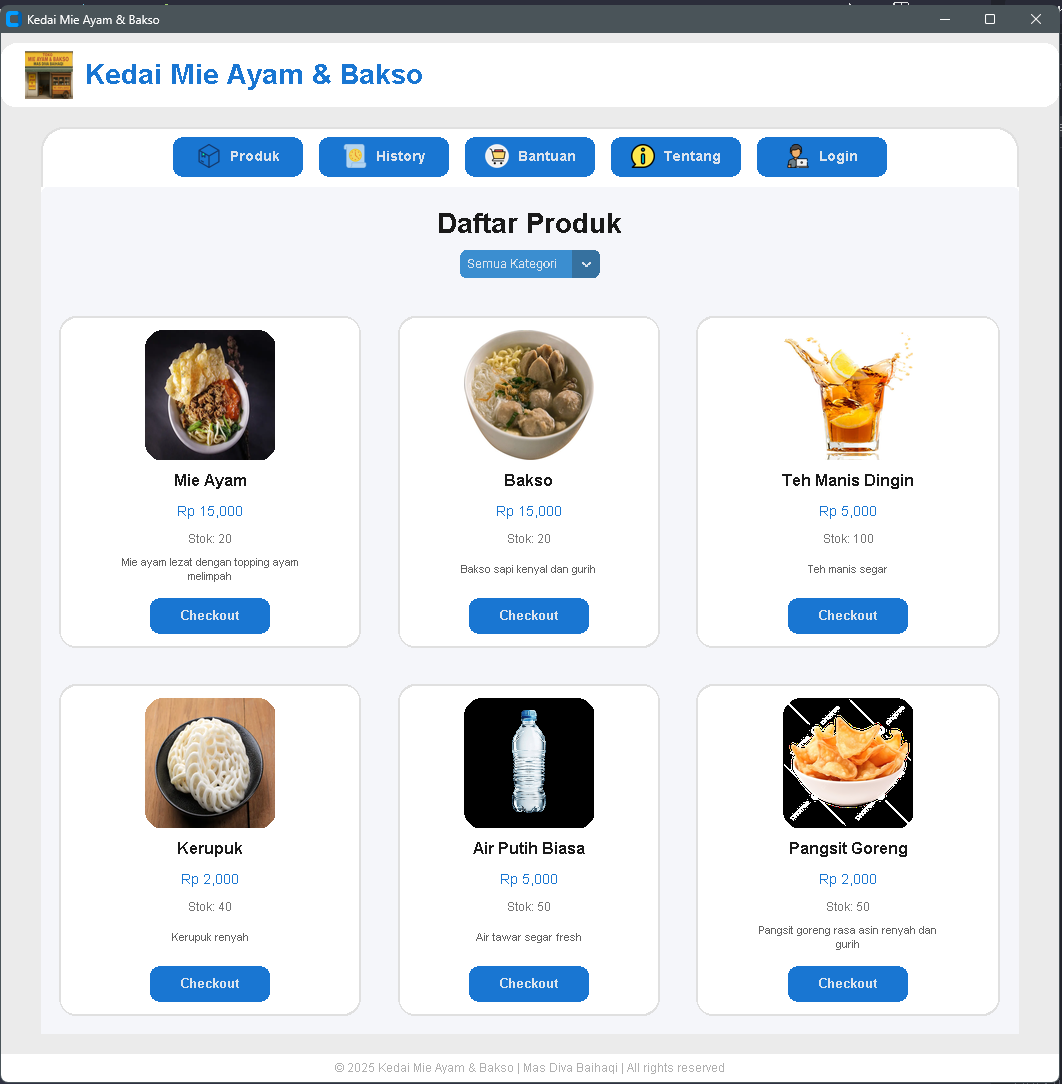 Kedai Mie Ayam & Bakso
Kedai Mie Ayam & Bakso
Produk
History
Bantuan
Tentang
Login
Daftar Produk
Semua Kategori
Mie Ayam
Rp 15,000
Stok: 20
Mie ayam lezat dengan topping ayam
melimpah
Checkout
Bakso
Rp 15,000
Stok: 20
Bakso sapi kenyal dan gurih
Checkout
Teh Manis Dingin
Rp 5,000
Stok: 100
Teh manis segar
Checkout
Kerupuk
Rp 2,000
Stok: 40
Kerupuk renyah
Checkout
Air Putih Biasa
Rp 5,000
Stok: 50
Air tawar segar fresh
Checkout
Pangsit Goreng
Rp 2,000
Stok: 50
Pangsit goreng rasa asin renyah dan
gurih
Checkout
© 2025 Kedai Mie Ayam & Bakso | Mas Diva Baihaqi | All rights reserved